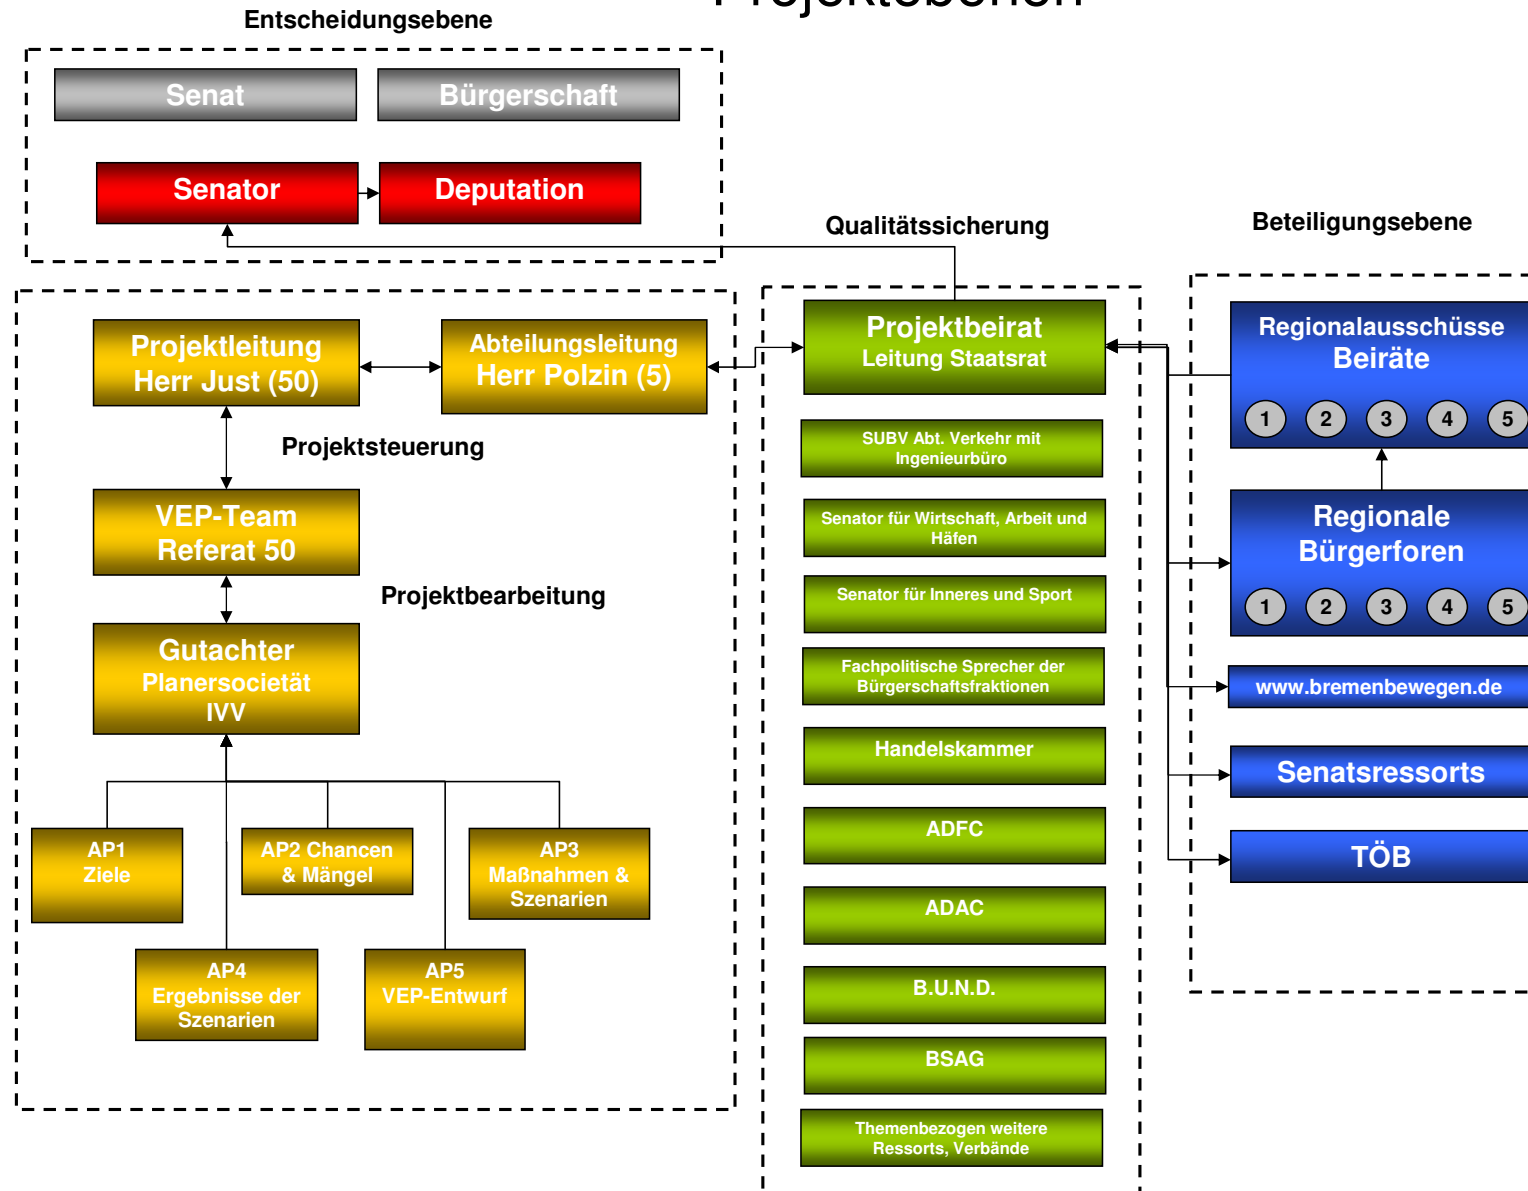 Projektebenen
Entscheidungsebene
Senat
Bürgerschaft
Senator
Deputation
Qualitätssicherung
Beteiligungsebene
Projektleitung
Herr Just (50)
Abteilungsleitung
Herr Polzin (5)
Projektsteuerung
VEP-Team
Referat 50
Projektbearbeitung
Gutachter
Planersocietät
IVV
AP1
Ziele
AP2 Chancen
& Mängel
AP3
Maßnahmen &
Szenarien
AP4
Ergebnisse der
Szenarien
AP5
VEP-Entwurf
Projektbeirat
Leitung Staatsrat
SUBV Abt. Verkehr mit
Ingenieurbüro
Senator für Wirtschaft, Arbeit und
Häfen
Senator für Inneres und Sport
Fachpolitische Sprecher der
Bürgerschaftsfraktionen
Handelskammer
ADFC
ADAC
B.U.N.D.
BSAG
Themenbezogen weitere
Ressorts, Verbände
Regionalausschüsse
Beiräte
1 2 3 4 5
Regionale
Bürgerforen
1 2 3 4 5
www.bremenbewegen.de
Senatsressorts
TÖB